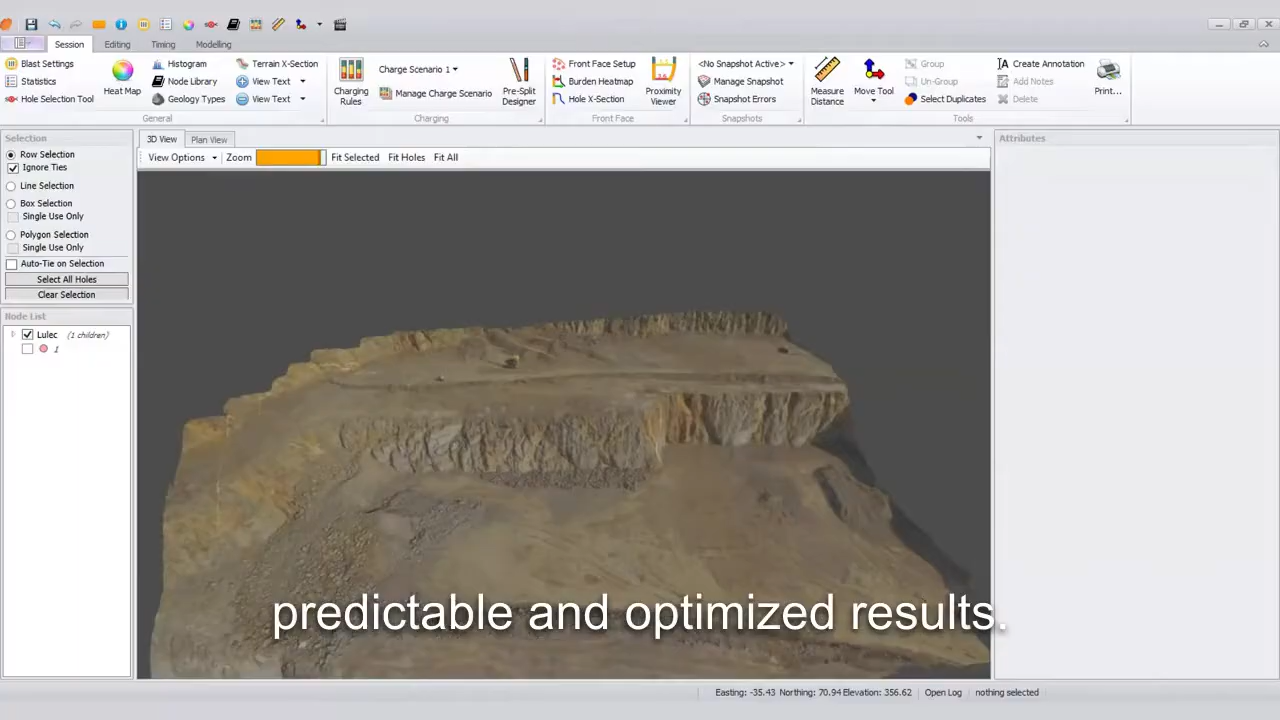 Session Editing Timing Modelling
Blast Settings
Statistics
Hole Selection Tool
Heat Map
Histogram
Node Library
Geology Types
Terrain X-Section
View Text
View Text
General
Charging
Rules
Charge Scenario 1
Manage Charge Scenario
Pre-Split
Designer
Charging
Front Face Setup
Burden Heatmap
Hole X-Section
Proximity
Viewer
Front Face
<No Snapshot Active>
Manage Snapshot
Snapshot Errors
Snapshots
Measure
Distance
Move Tool
Group
Un-Group
Select Duplicates
Create Annotation
Add Notes
Delete
Print...
Tools
Selection
Row Selection
Ignore Ties
Line Selection
Box Selection
Single Use Only
Polygon Selection
Single Use Only
Auto-Tie on Selection
Select All Holes
Clear Selection
Node List
Lulec (1 children)
1
3D View Plan View
View Options Zoom Fit Selected Fit Holes Fit All
Attributes
predictable and optimized results.
Easting: -35.43 Northing: 70.94 Elevation: 356.62 Open Log nothing selected